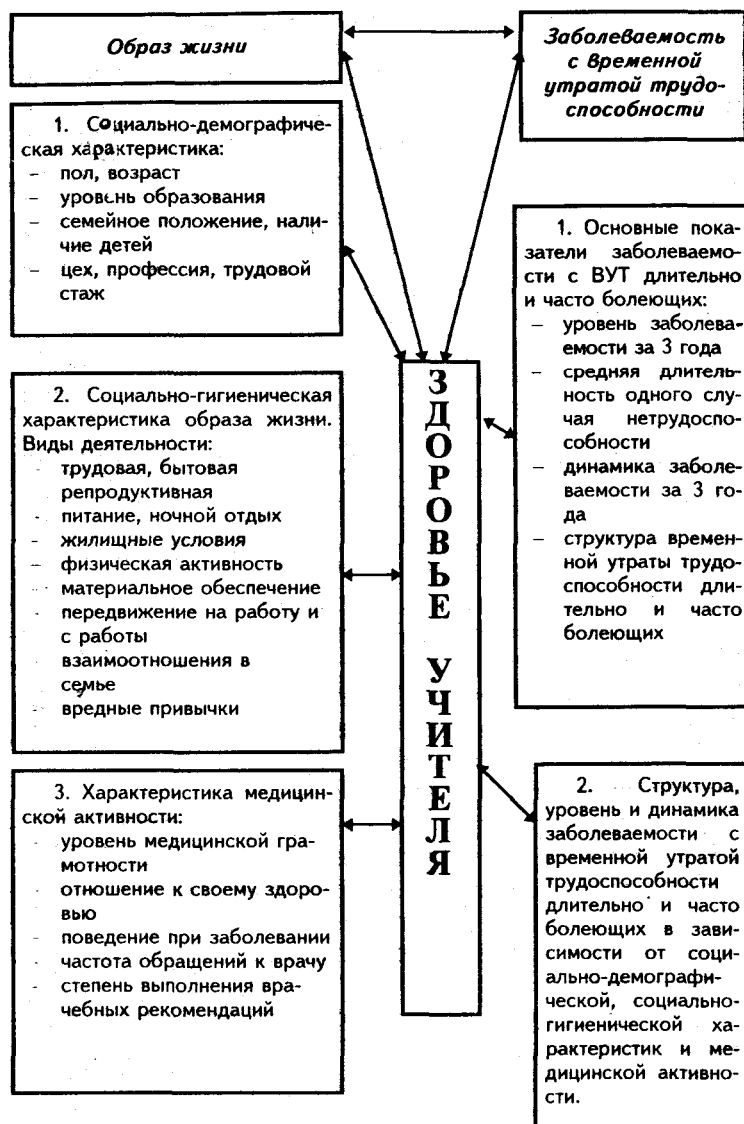 Образ жизни
Заболеваемость
с временной
утратой трудо-
способности
1. Социально-демографиче-
ская характеристика:
– пол, возраст
– уровень образования
– семейное положение, нали-
чие детей
– цех, профессия, трудовой
стаж
2. Социально-гигиеническая
характеристика образа жизни.
Виды деятельности:
- трудовая, бытовая
репродуктивная
- питание, ночной отдых
- жилищные условия
- физическая активность
- материальное обеспечение
- передвижение на работу и
с работы
взаимоотношения в
семье
- вредные привычки
3. Характеристика медицин-
ской активности:
- уровень медицинской гра-
мотности
- отношение к своему здоро-
вью
- поведение при заболевании
- частота обращений к врачу
- степень выполнения вра-
чебных рекомендаций
ЗДОРОВЬЕ УЧИТЕЛЯ
1. Основные пока-
затели заболеваемо-
сти с ВУТ длительно
и часто болеющих:
– уровень заболева-
емости за 3 года
– средняя длитель-
ность одного слу-
чая нетрудоспо-
собности
– динамика заболе-
ваемости за 3 го-
да
– структура времен-
ной утраты трудо-
способности дли-
тельно и часто
болеющих
2. Структура,
уровень и динамика
заболеваемости с
временной утратой
трудоспособности
длительно и часто
болеющих в зави-
симости от соци-
ально-демографи-
ческой, социально-
гигиенической ха-
рактеристик и ме-
дицинской активно-
сти.